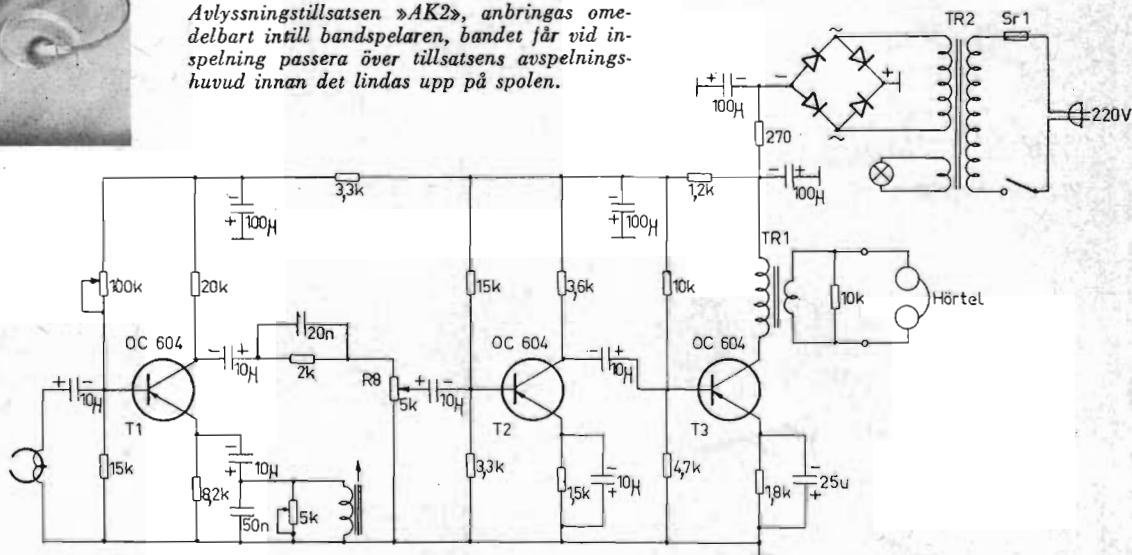 Avlyssningstillsatsen »AK2», anbringas ome-
delbart intill bandspelaren, bandet får vid in-
spelning passera över tillsatsens avspelnings-
huvud innan det lindas upp på spolen.
TR2
Sr1
~
+ -
-
+
100µ
270
220V
~
3,3k
1,2k
+ -
100µ
-
+ 100µ
-
+ 100µ
TR1
100k
20k
15k
3,6k
10k
10k
Hörtel
OC 604
20n
OC 604
OC 604
- +
10µ
2k
- +
10µ
R8
5k
+ -
10µ
+ -
10µ
T1
T2
T3
15k
-
+
10µ
3,3k
-
+
10µ
4,7k
-
+
25u
8,2k
50n
5k
1,5k
1,8k